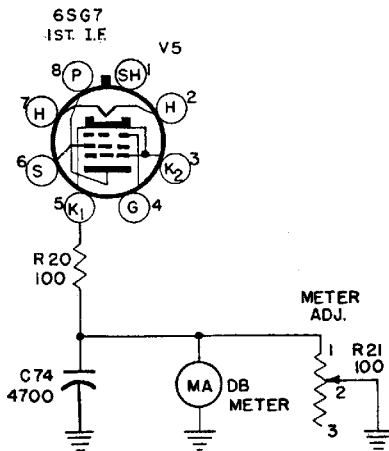 6SG7
1ST. I.F.
V5
8 P
SH 1
7 H
H 2
6 S
K2 3
5 K1
G 4
R20
100
METER
ADJ.
1
R21
100
2
3
C74
4700
MA
DB
METER